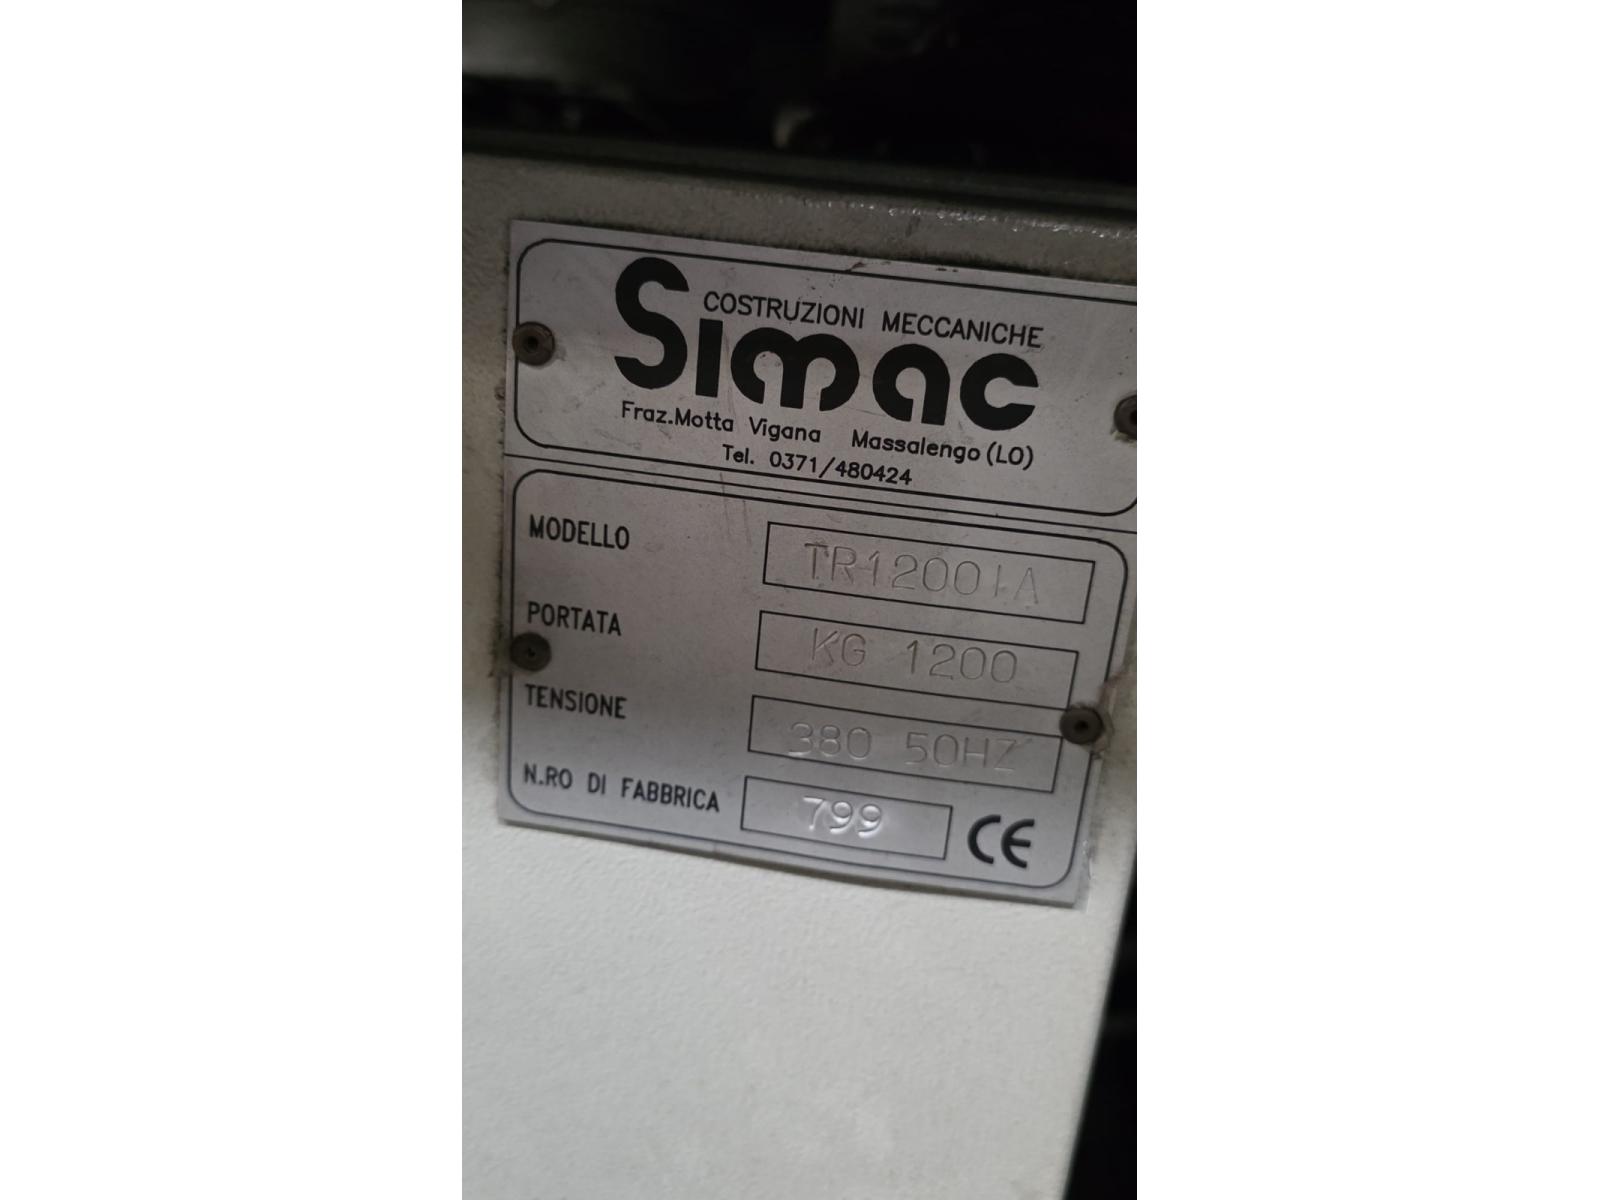 COSTRUZIONI MECCANICHE
Simac
Fraz.Motta Vigana Massalengo (LO)
Tel. 0371/480424
MODELLO TR1200IA
PORTATA KG 1200
TENSIONE 380 50HZ
N.RO DI FABBRICA 799 CE